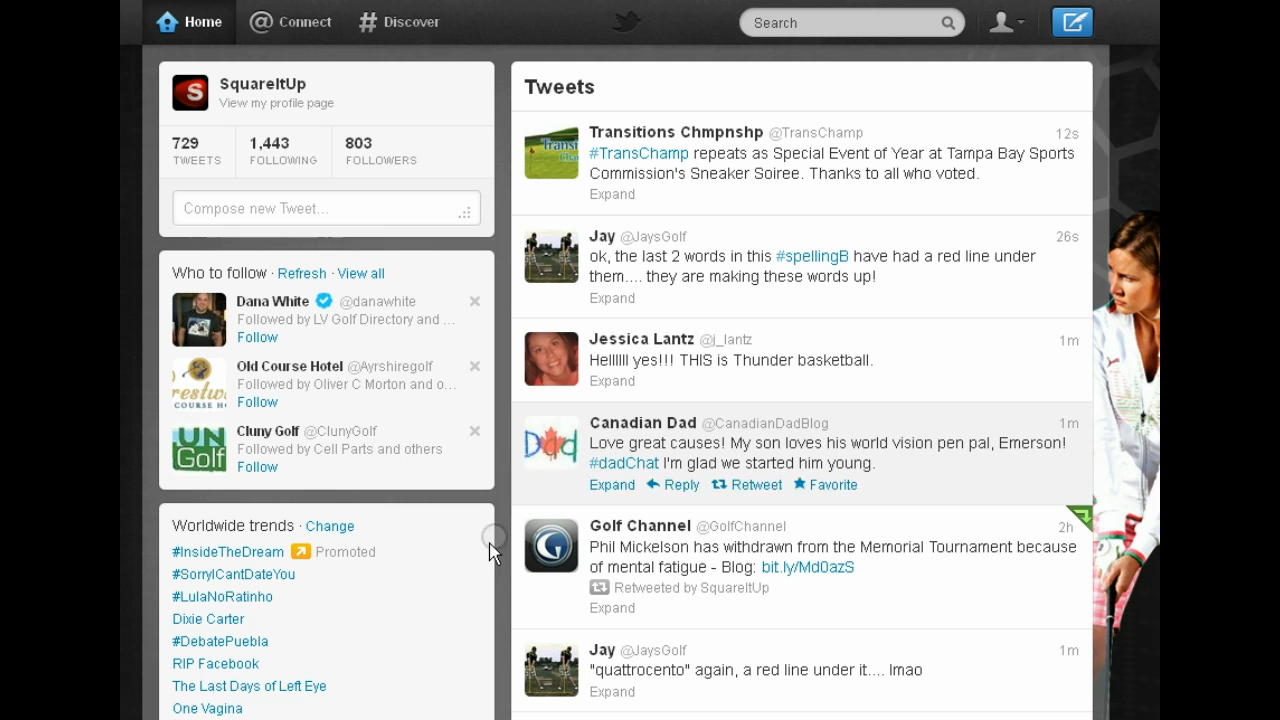 Home
Connect
Discover
Search
SquareItUp
View my profile page
729
1,443
803
TWEETS
FOLLOWING
FOLLOWERS
Compose new Tweet...
Who to follow · Refresh · View all
Dana White @danawhite
Followed by LV Golf Directory and ...
Follow
Old Course Hotel @Ayrshiregolf
Followed by Oliver C Morton and o...
Follow
Cluny Golf @ClunyGolf
Followed by Cell Parts and others
Follow
Worldwide trends · Change
#InsideTheDream Promoted
#SorryICantDateYou
#LulaNoRatinho
Dixie Carter
#DebatePuebla
RIP Facebook
The Last Days of Left Eye
One Vagina
Tweets
Transitions Chmpnshp @TransChamp 12s
#TransChamp repeats as Special Event of Year at Tampa Bay Sports
Commission's Sneaker Soiree. Thanks to all who voted.
Expand
Jay @JaysGolf 26s
ok, the last 2 words in this #spellingB have had a red line under
them.... they are making these words up!
Expand
Jessica Lantz @j_lantz 1m
Hellllll yes!!! THIS is Thunder basketball.
Expand
Canadian Dad @CanadianDadBlog 1m
Love great causes! My son loves his world vision pen pal, Emerson!
#dadChat I'm glad we started him young.
Expand Reply Retweet Favorite
Golf Channel @GolfChannel 2h
Phil Mickelson has withdrawn from the Memorial Tournament because
of mental fatigue - Blog: bit.ly/Md0azS
Retweeted by SquareItUp
Expand
Jay @JaysGolf 1m
"quattrocento" again, a red line under it.... lmao
Expand